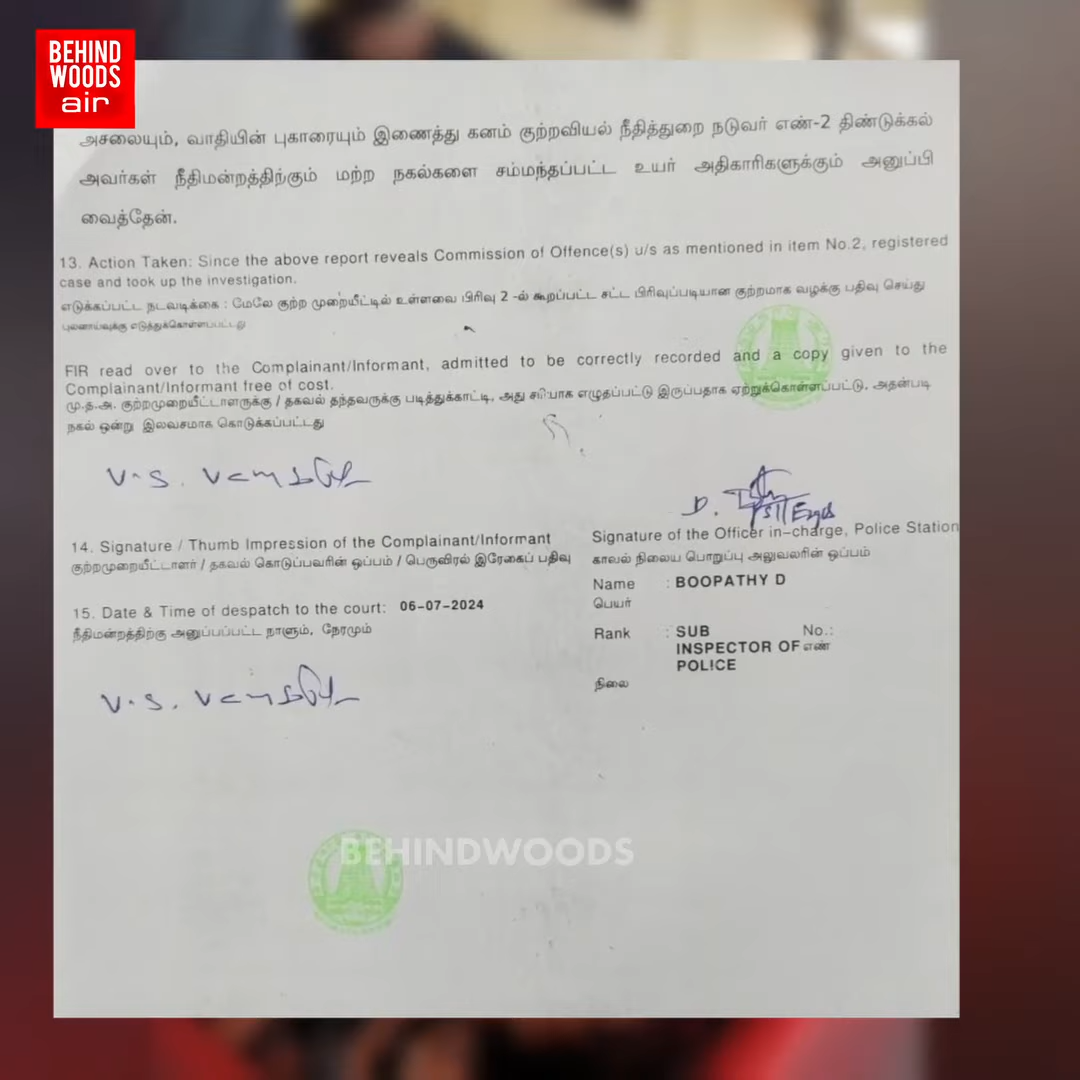 BEHIND
WOODS
air
அசலையும், வாதியின் புகாரையும் இணைத்து கனம் குற்றவியல் நீதித்துறை நடுவர் எண்-2 திண்டுக்கல்
அவர்கள் நீதிமன்றத்திற்கும் மற்ற நகல்களை சம்மந்தப்பட்ட உயர் அதிகாரிகளுக்கும் அனுப்பி
வைத்தேன்.
13. Action Taken: Since the above report reveals Commission of Offence(s) u/s as mentioned in item No.2, registered
case and took up the investigation.
எடுக்கப்பட்ட நடவடிக்கை : மேலே குற்ற முறையீட்டில் உள்ளவை பிரிவு 2 -ல் கூறப்பட்ட சட்ட பிரிவுப்படியான குற்றமாக வழக்கு பதிவு செய்து
புலனாய்வுக்கு எடுத்துக்கொள்ளப்பட்டது
FIR read over to the Complainant/Informant, admitted to be correctly recorded and a copy given to the
Complainant/Informant free of cost.
மு.த.அ. குற்றமுறையீட்டாளருக்கு / தகவல் தந்தவருக்கு படித்துக்காட்டி, அது சரியாக எழுதப்பட்டு இருப்பதாக ஏற்றுக்கொள்ளப்பட்டு, அதன்படி
நகல் ஒன்று இலவசமாக கொடுக்கப்பட்டது
V. S.
D.
14. Signature / Thumb Impression of the Complainant/Informant
குற்றமுறையீட்டாளர் / தகவல் கொடுப்பவரின் ஒப்பம் / பெருவிரல் இரேகைப் பதிவு
Signature of the Officer in-charge, Police Station
காவல் நிலைய பொறுப்பு அலுவலரின் ஒப்பம்
Name : BOOPATHY D
பெயர்
15. Date & Time of despatch to the court: 06-07-2024
நீதிமன்றத்திற்கு அனுப்பப்பட்ட நாளும், நேரமும்
Rank : SUB No.:
INSPECTOR OF எண்
POLICE
நிலை
V. S.
BEHINDWOODS